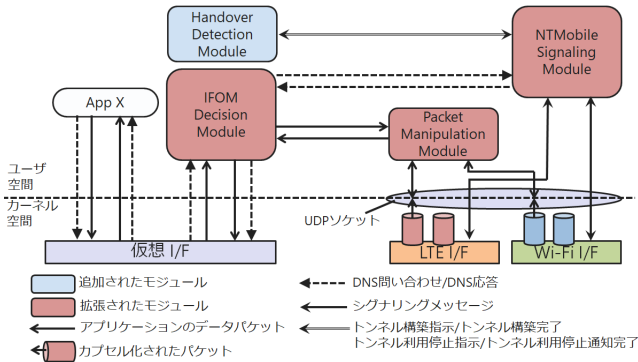 Handover
Detection
Module
NTMobile
Signaling
Module
App X
IFOM
Decision
Module
Packet
Manipulation
Module
ユーザ
空間
カーネル
空間
UDPソケット
仮想 I/F
LTE I/F
Wi-Fi I/F
追加されたモジュール
DNS問い合わせ/DNS応答
拡張されたモジュール
シグナリングメッセージ
アプリケーションのデータパケット
トンネル構築指示/トンネル構築完了
トンネル利用停止指示/トンネル利用停止通知完了
カプセル化されたパケット